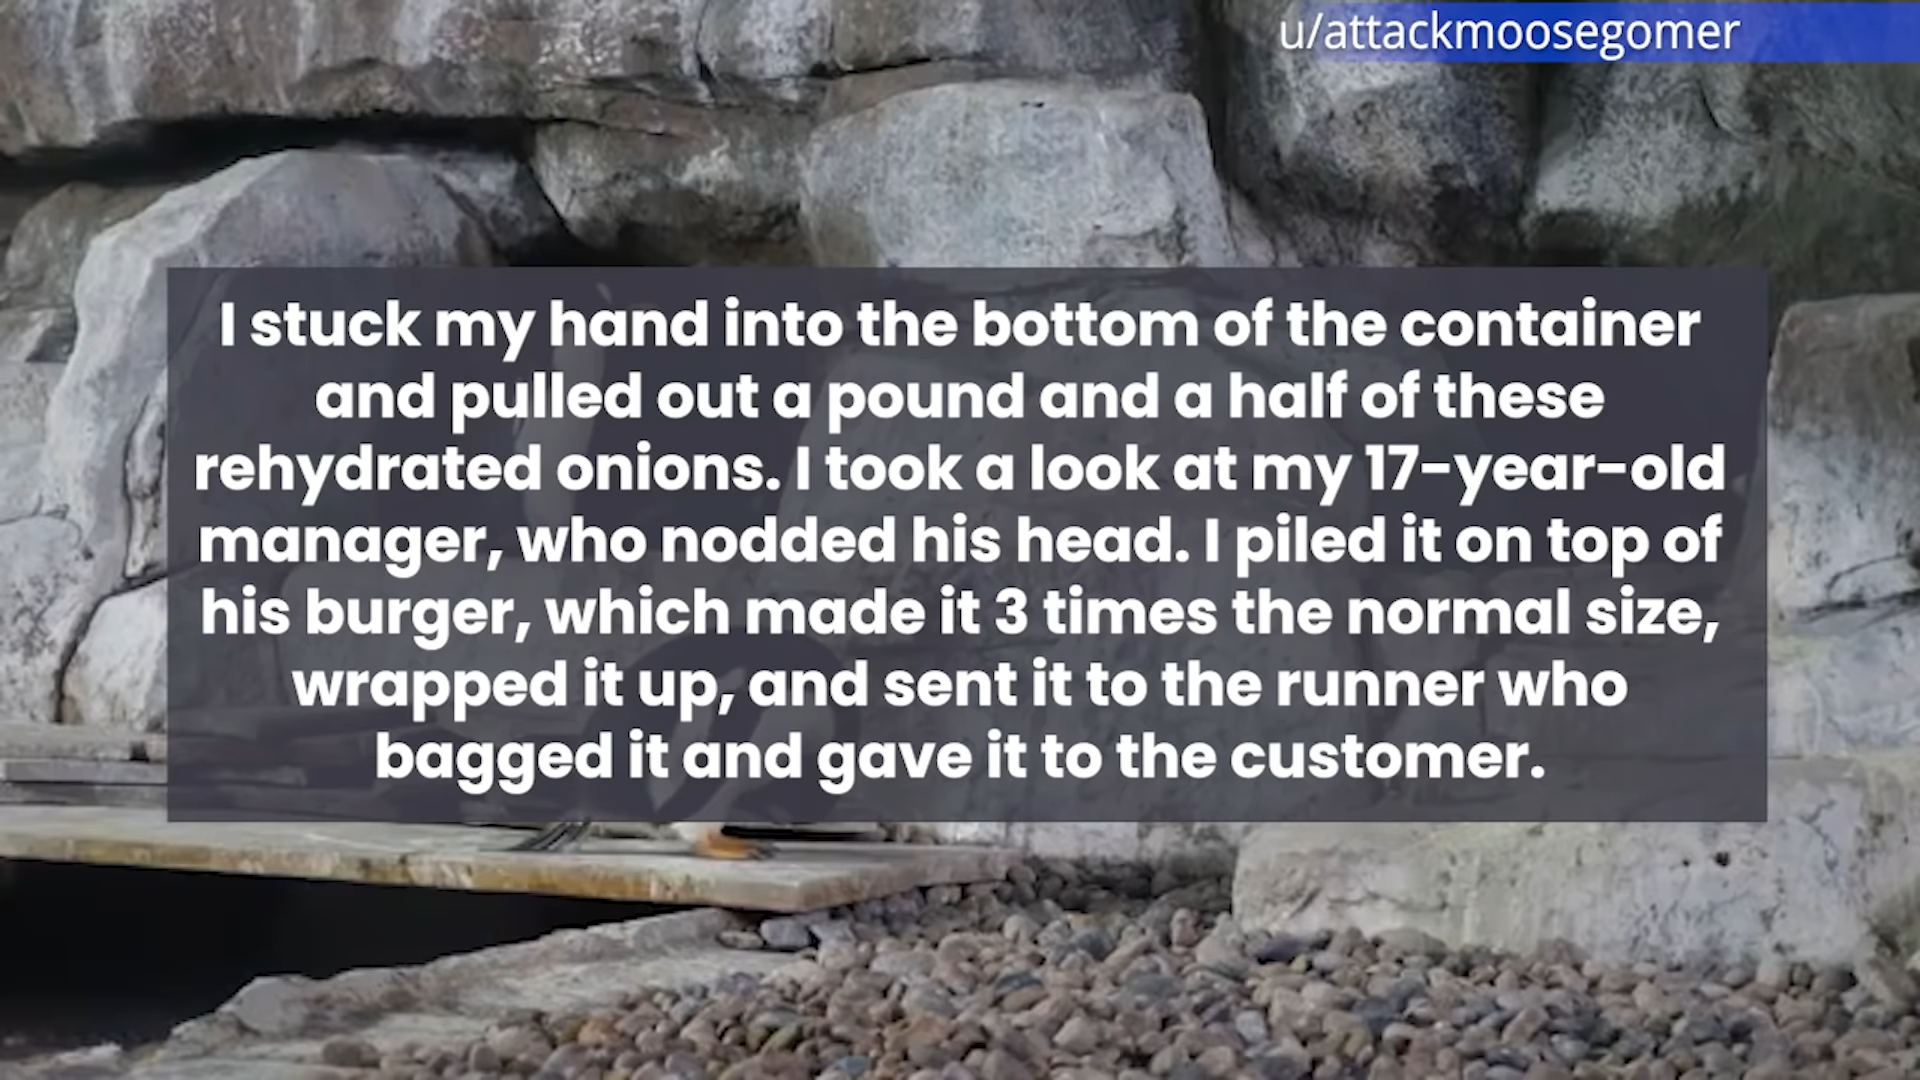 u/attackmoosegomer
I stuck my hand into the bottom of the container
and pulled out a pound and a half of these
rehydrated onions. I took a look at my 17-year-old
manager, who nodded his head. I piled it on top of
his burger, which made it 3 times the normal size,
wrapped it up, and sent it to the runner who
bagged it and gave it to the customer.